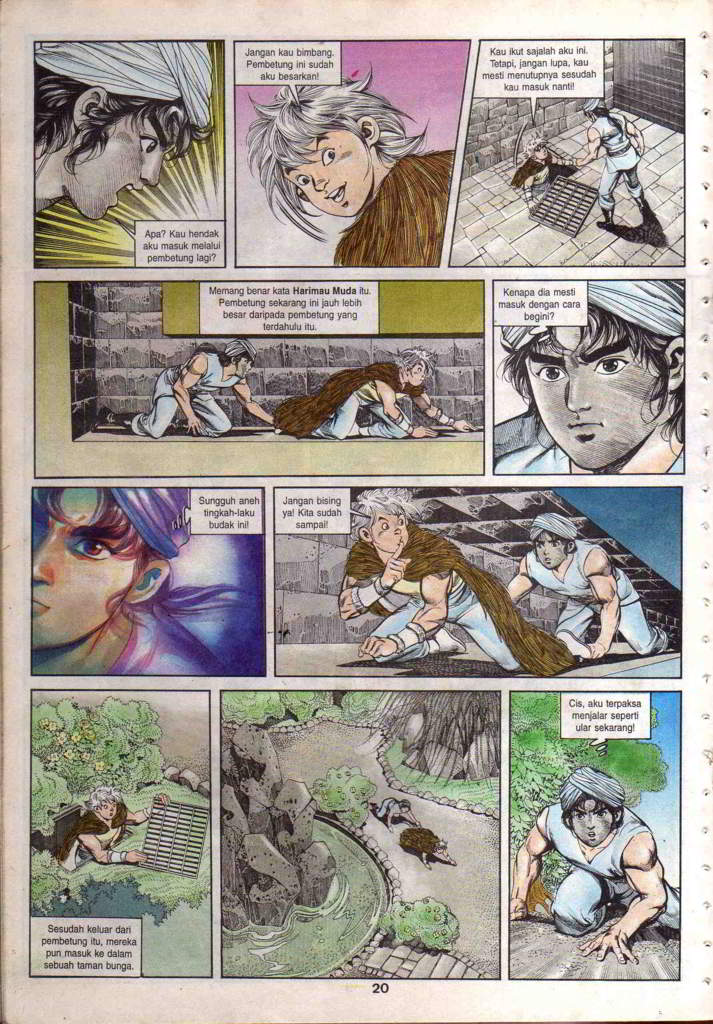 Apa? Kau hendak
aku masuk melalui
pembetung lagi?
Jangan kau bimbang.
Pembetung ini sudah
aku besarkan!
Kau ikut sajalah aku ini.
Tetapi, jangan lupa, kau
mesti menutupnya sesudah
kau masuk nanti!
Memang benar kata Harimau Muda itu.
Pembetung sekarang ini jauh lebih
besar daripada pembetung yang
terdahulu itu.
Kenapa dia mesti
masuk dengan cara
begini?
Sungguh aneh
tingkah-laku
budak ini!
Jangan bising
ya! Kita sudah
sampai!
Sesudah keluar dari
pembetung itu, mereka
pun masuk ke dalam
sebuah taman bunga.
Cis, aku terpaksa
menjalar seperti
ular sekarang!
20